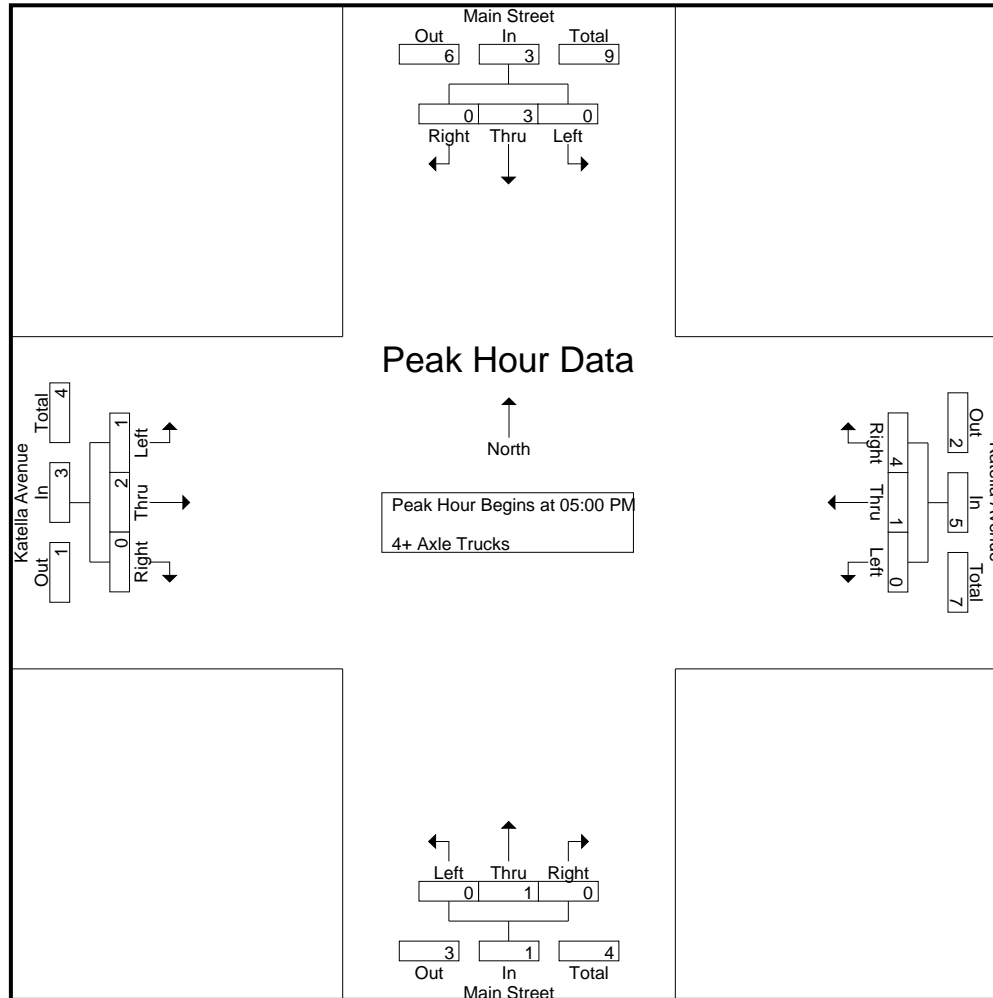 Main Street
Out In Total
6 3 9
0 3 0
Right Thru Left
Peak Hour Data
North
Peak Hour Begins at 05:00 PM
4+ Axle Trucks
Katella Avenue
Out In Total
1 3 4
0 2 1
Right Thru Left
Out In Total
2 5 7
4 1 0
Right Thru Left
Left Thru Right
0 1 0
3 1 4
Out In Total
Main Street